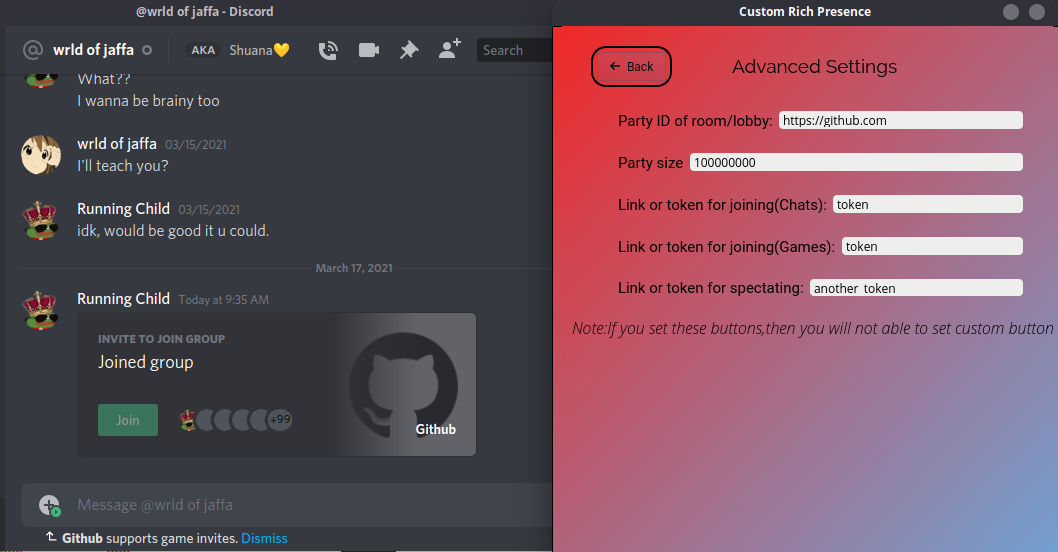 @wrld of jaffa - Discord
@ wrld of jaffa AKA Shuana💛 Search
What??
I wanna be brainy too
wrld of jaffa 03/15/2021
I'll teach you?
Running Child 03/15/2021
idk, would be good it u could.
March 17, 2021
Running Child Today at 9:35 AM
INVITE TO JOIN GROUP
Joined group
Join
+99
Github
Message @wrld of jaffa
Github supports game invites. Dismiss
Custom Rich Presence
← Back
Advanced Settings
Party ID of room/lobby: https://github.com
Party size 100000000
Link or token for joining(Chats): token
Link or token for joining(Games): token
Link or token for spectating: another token
Note:If you set these buttons,then you will not able to set custom button